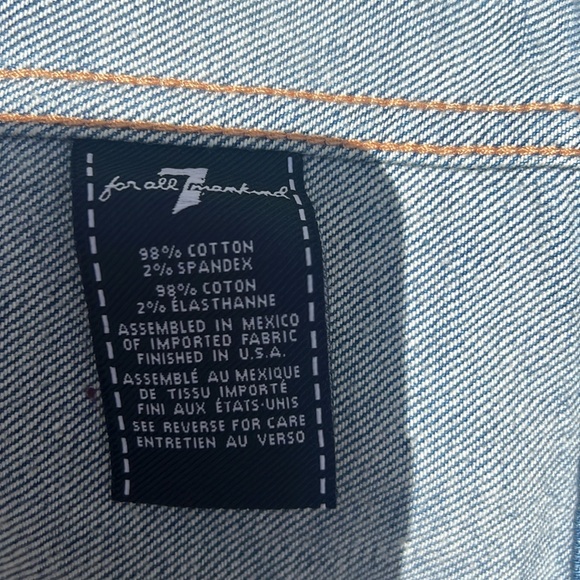 for all 7 mankind
98% COTTON
2% SPANDEX
98% COTON
2% ÉLASTHANNE
ASSEMBLED IN MEXICO
OF IMPORTED FABRIC
FINISHED IN U.S.A.
ASSEMBLÉ AU MEXIQUE
DE TISSU IMPORTÉ
FINI AUX ÉTATS-UNIS
SEE REVERSE FOR CARE
ENTRETIEN AU VERSO